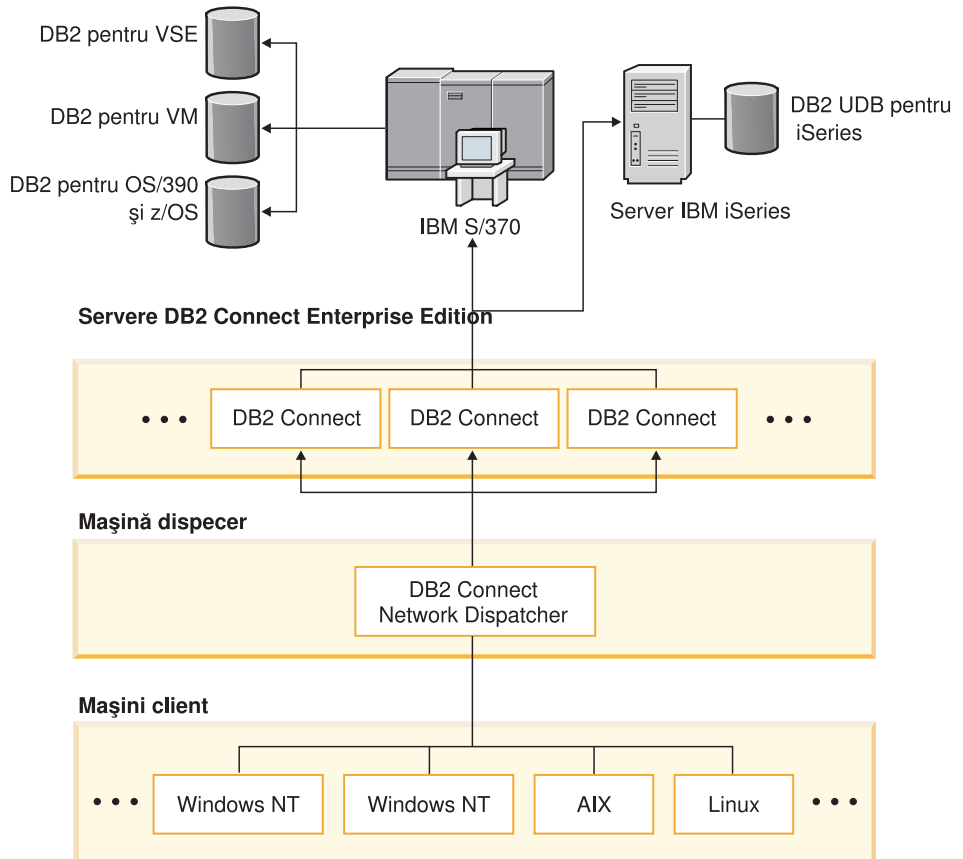 DB2 pentru VSE
DB2 pentru VM
DB2 pentru OS/390
şi z/OS
IBM S/370
DB2 UDB pentru
iSeries
Server IBM iSeries
Servere DB2 Connect Enterprise Edition
• • •
DB2 Connect
DB2 Connect
DB2 Connect
• • •
Maşină dispecer
DB2 Connect
Network Dispatcher
Maşini client
• • •
Windows NT
Windows NT
AIX
Linux
• • •